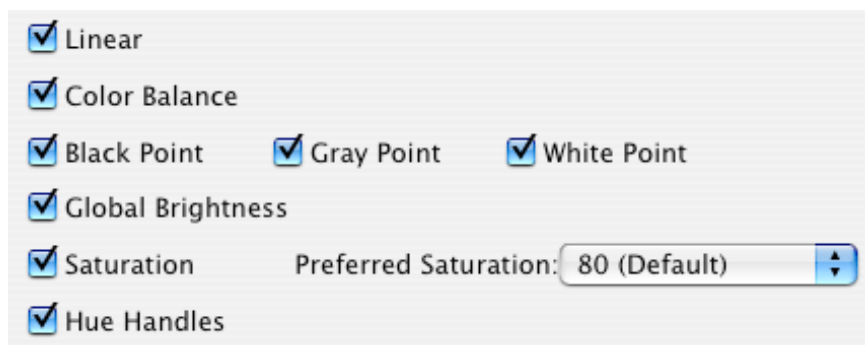 Linear
Color Balance
Black Point Gray Point White Point
Global Brightness
Saturation Preferred Saturation: 80 (Default)
Hue Handles